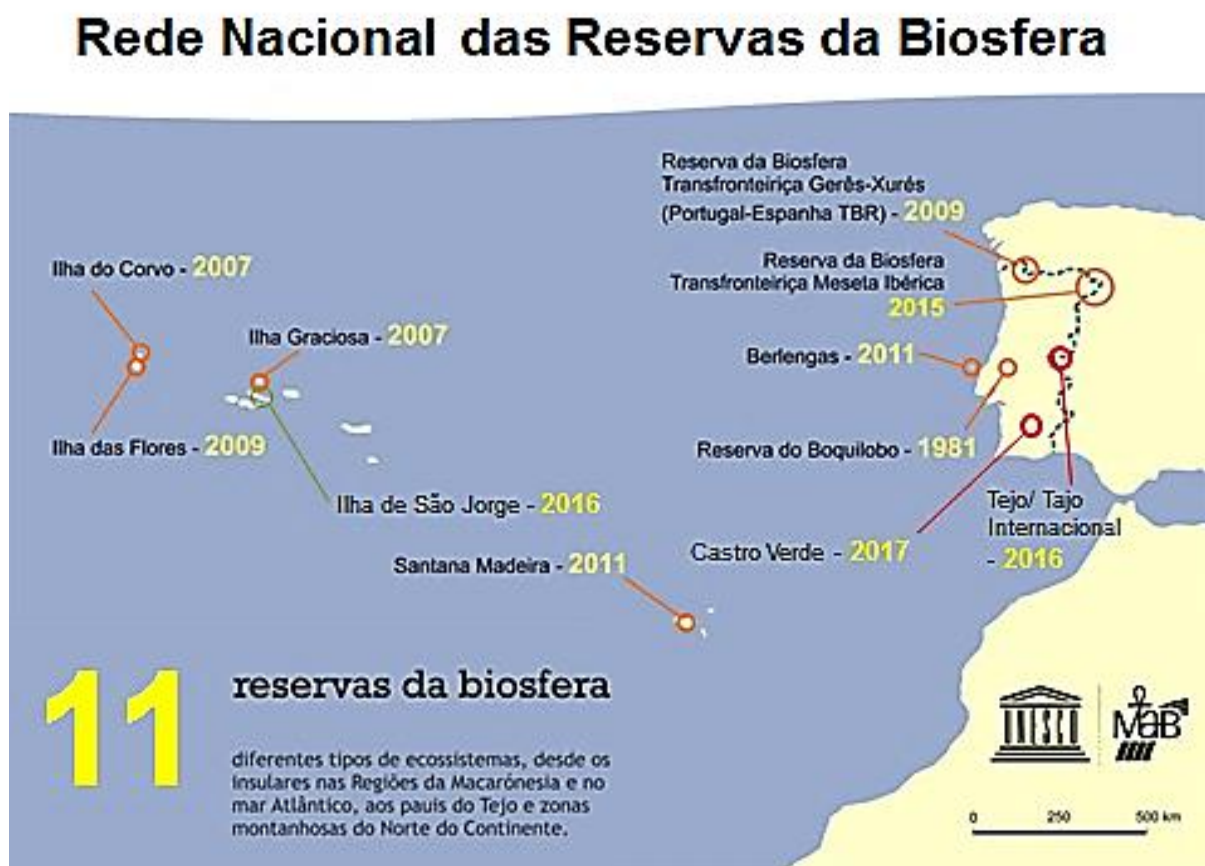 Rede Nacional das Reservas da Biosfera
Reserva da Biosfera
Transfronteiriça Gerês-Xurés
(Portugal-Espanha TBR) - 2009
Reserva da Biosfera
Transfronteiriça Meseta Ibérica
2015
Ilha do Corvo - 2007
Ilha Graciosa - 2007
Berlengas - 2011
Ilha das Flores - 2009
Reserva do Boquilobo - 1981
Ilha de São Jorge - 2016
Tejo/ Tajo
Internacional
- 2016
Castro Verde - 2017
Santana Madeira - 2011
11
reservas da biosfera
diferentes tipos de ecossistemas, desde os
insulares nas Regiões da Macarónesia e no
mar Atlântico, aos pauis do Tejo e zonas
montanhosas do Norte do Continente.
UNESCO
MaB
0 250 500 km